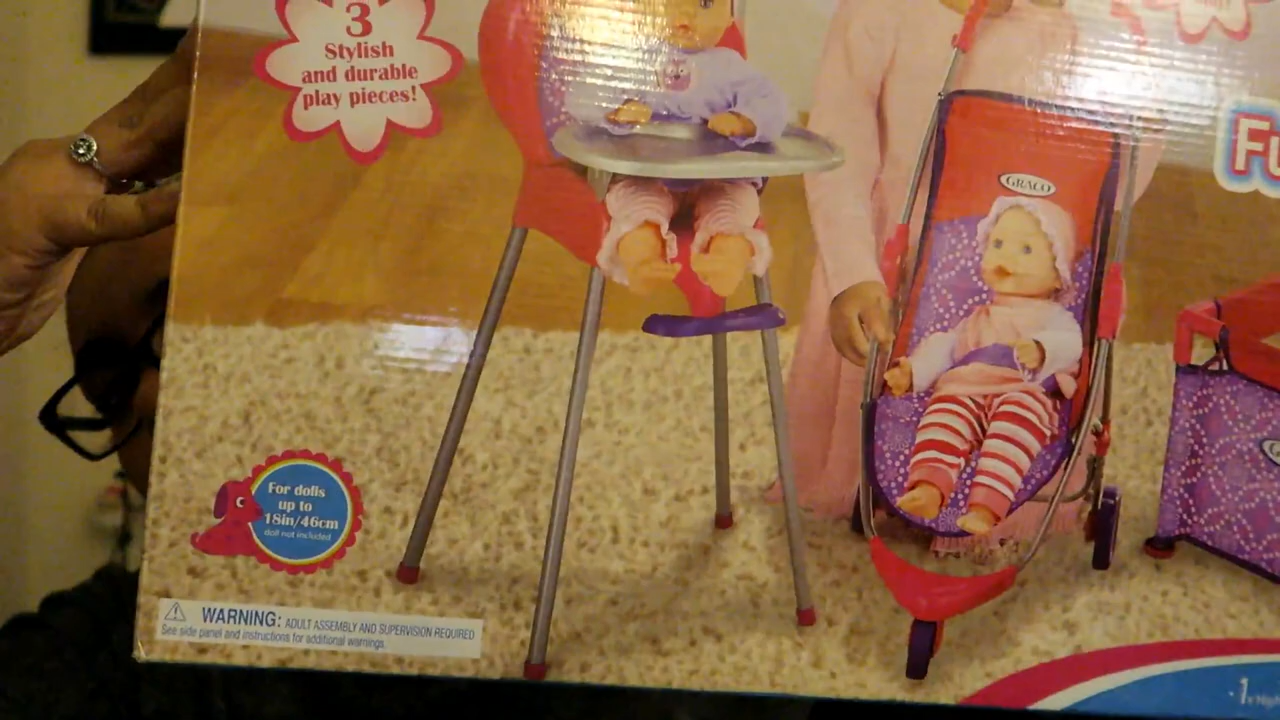 3
Stylish
and durable
play pieces!
GRACO
For dolls
up to
18in/46cm
doll not included
WARNING: ADULT ASSEMBLY AND SUPERVISION REQUIRED
See side panel and instructions for additional warnings.